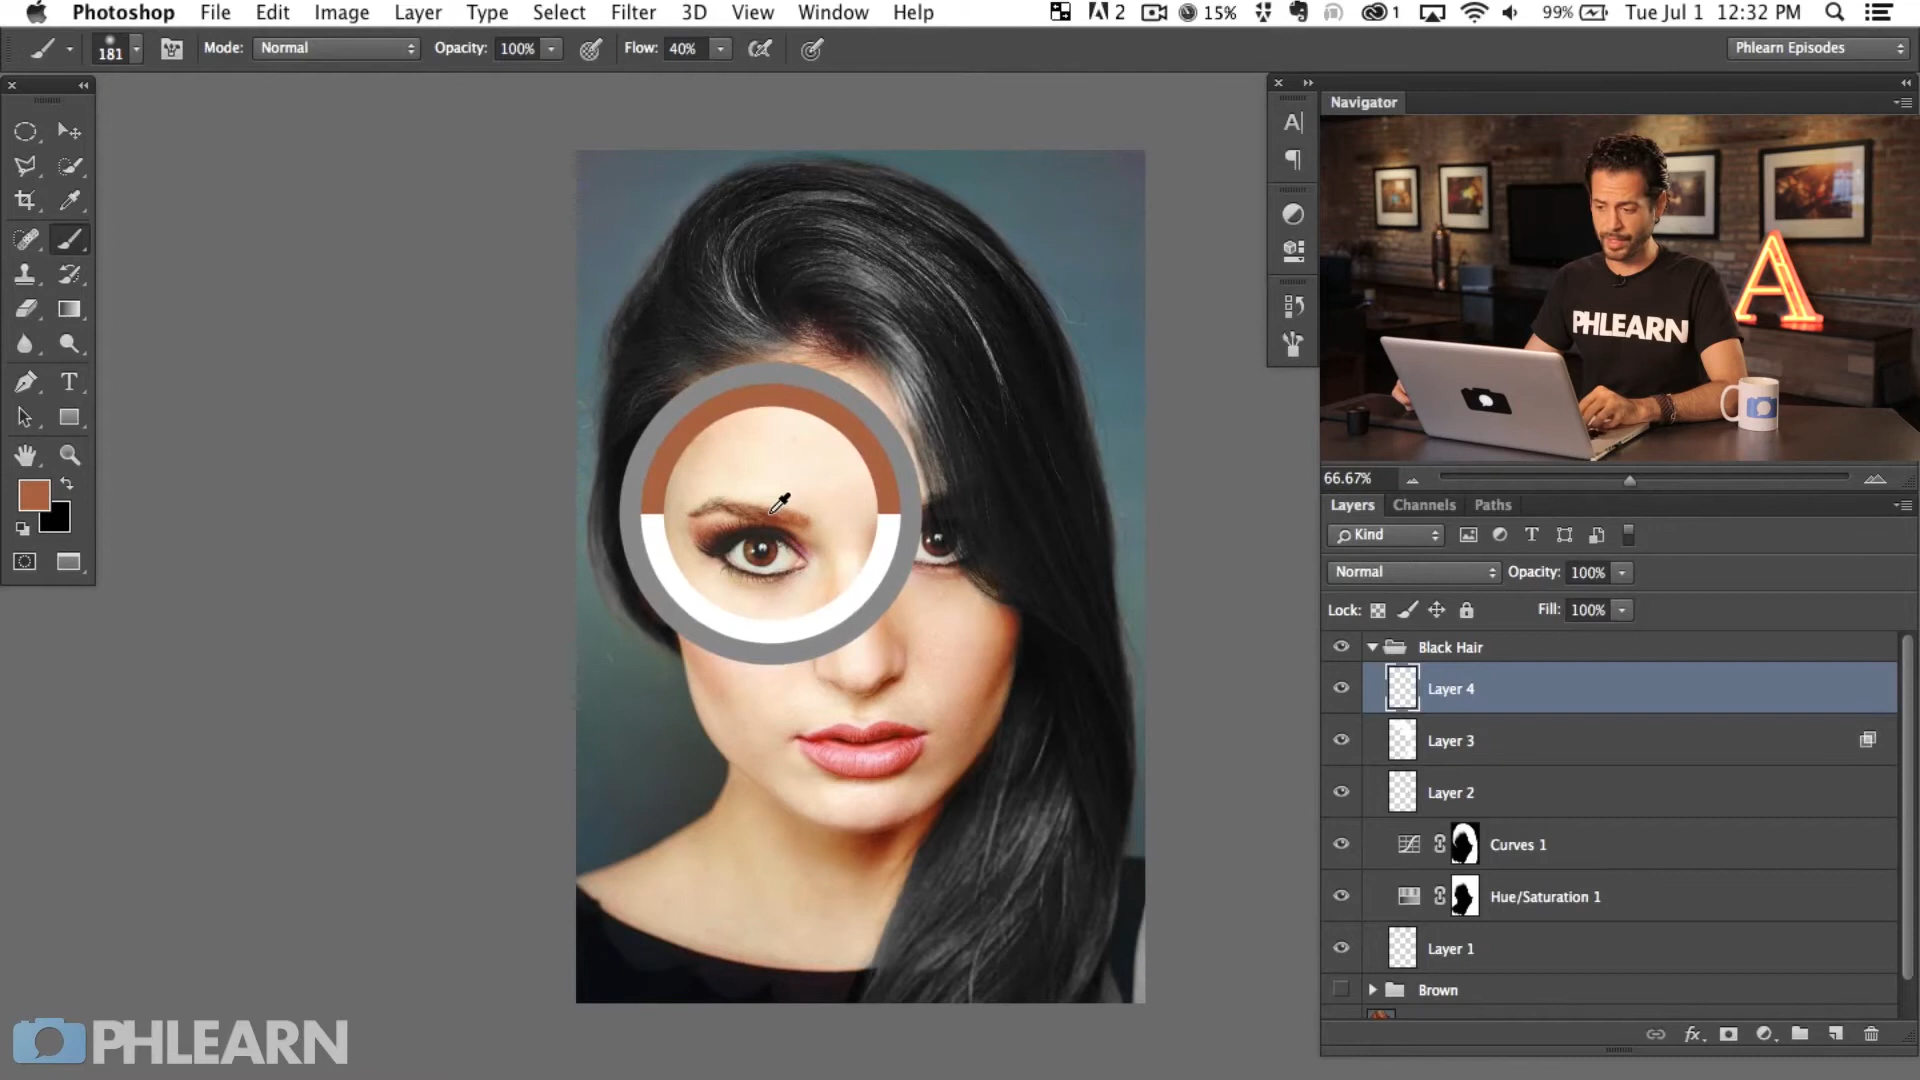 Photoshop File Edit Image Layer Type Select Filter 3D View Window Help 2 15% 1 99% Tue Jul 1 12:32 PM
181 Mode: Normal Opacity: 100% Flow: 40% Phlearn Episodes
Navigator
A
PHLEARN
66.67%
Layers Channels Paths
Kind
Normal Opacity: 100%
Lock: Fill: 100%
Black Hair
Layer 4
Layer 3
Layer 2
Curves 1
Hue/Saturation 1
Layer 1
Brown
fx
PHLEARN